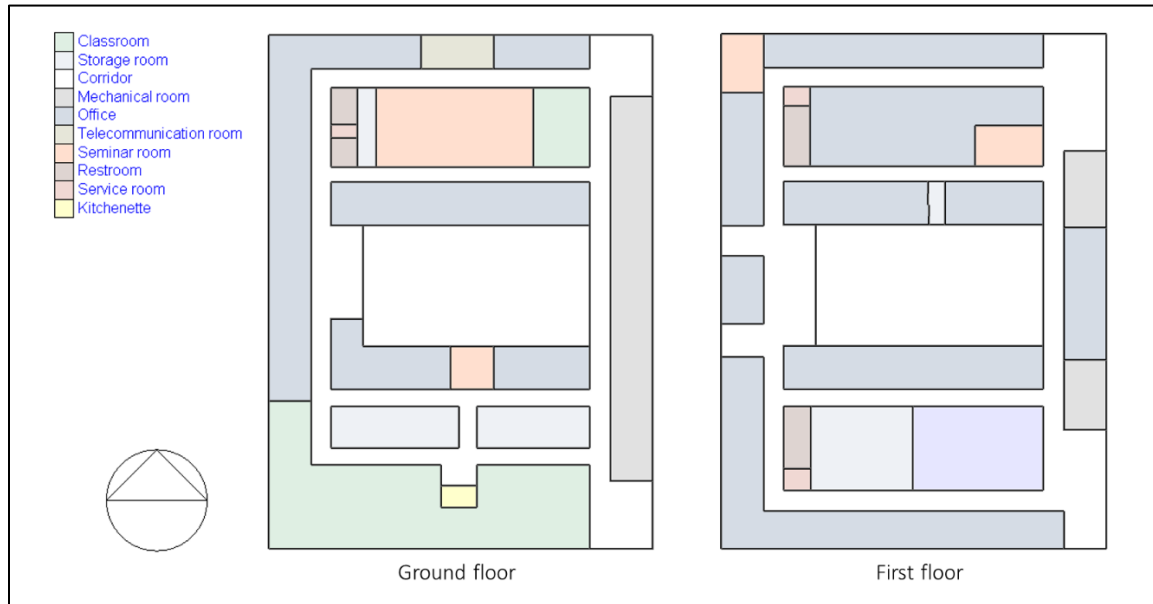 Classroom
Storage room
Corridor
Mechanical room
Office
Telecommunication room
Seminar room
Restroom
Service room
Kitchenette
Ground floor
First floor